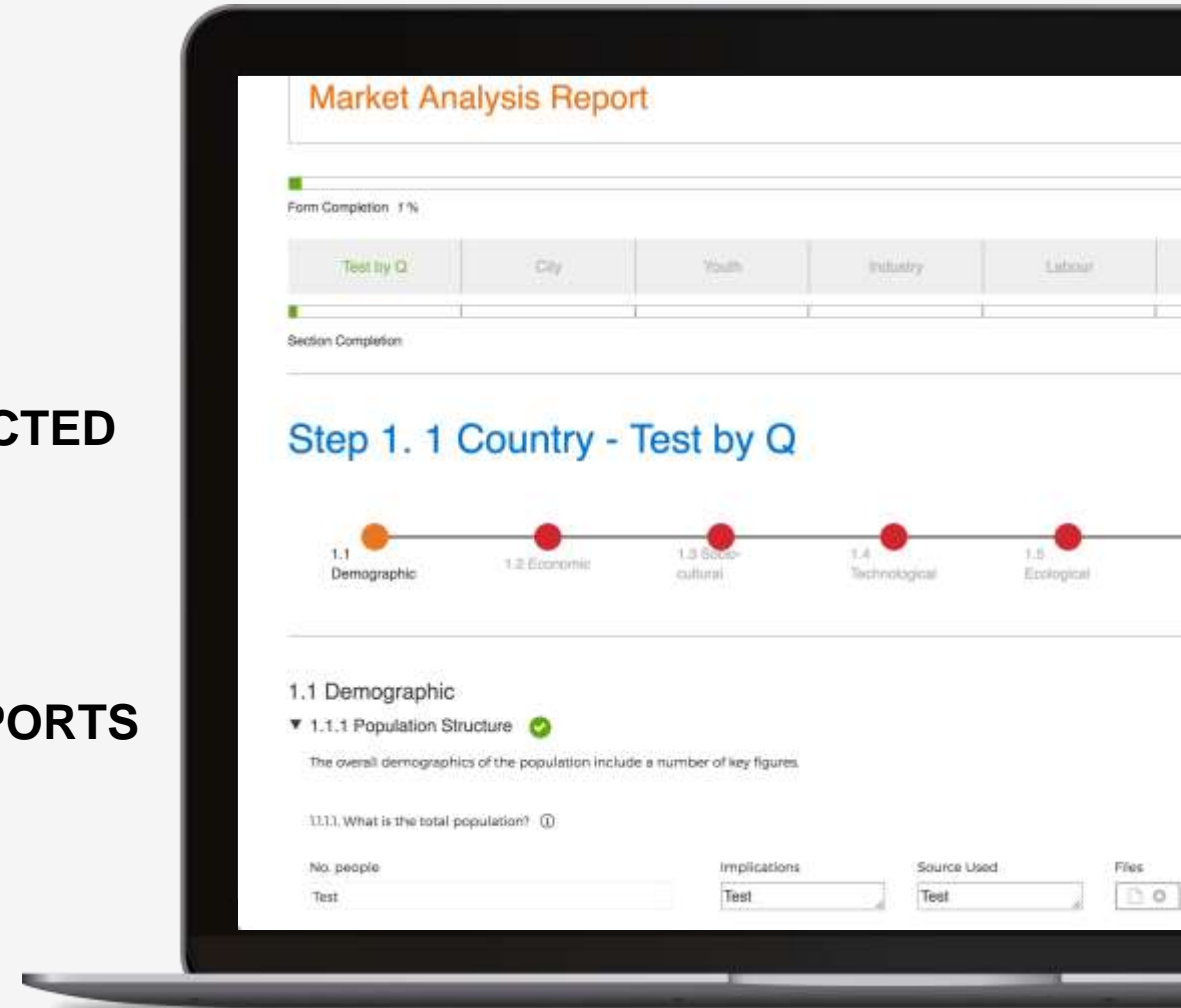 CTED
PORTS
Market Analysis Report
Form Completion 1 %
Test by Q City Youth Industry Labour
Section Completion
Step 1. 1 Country - Test by Q
1.1 Demographic
1.2 Economic
1.3 Socio-cultural
1.4 Technological
1.5 Ecological
1.1 Demographic
▼ 1.1.1 Population Structure
The overall demographics of the population include a number of key figures.
1.1.1.1. What is the total population?
No. people Implications Source Used Files
Test Test Test